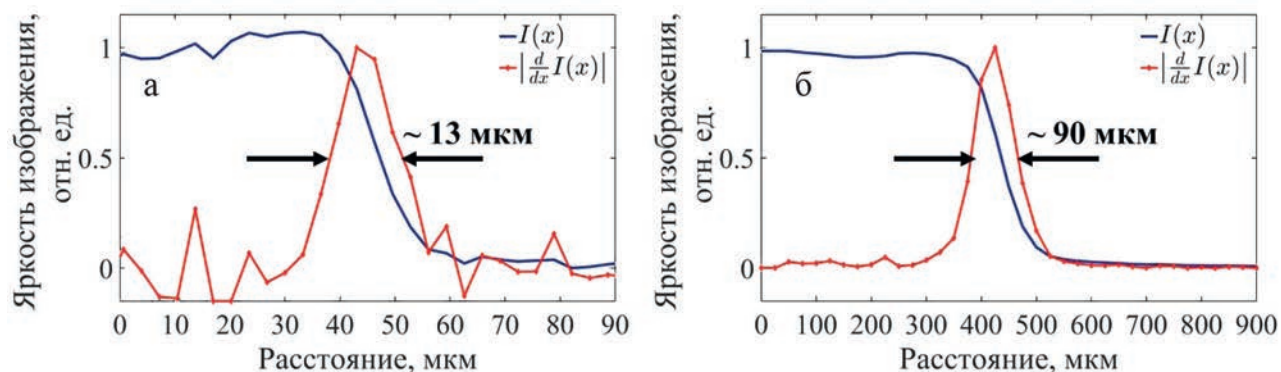 Яркость изображения,
отн. ед.
1
0.5
0
а
I(x)
|d/dx I(x)|
~ 13 мкм
0 10 20 30 40 50 60 70 80 90
Расстояние, мкм
Яркость изображения,
отн. ед.
1
0.5
0
б
I(x)
|d/dx I(x)|
~ 90 мкм
0 100 200 300 400 500 600 700 800 900
Расстояние, мкм